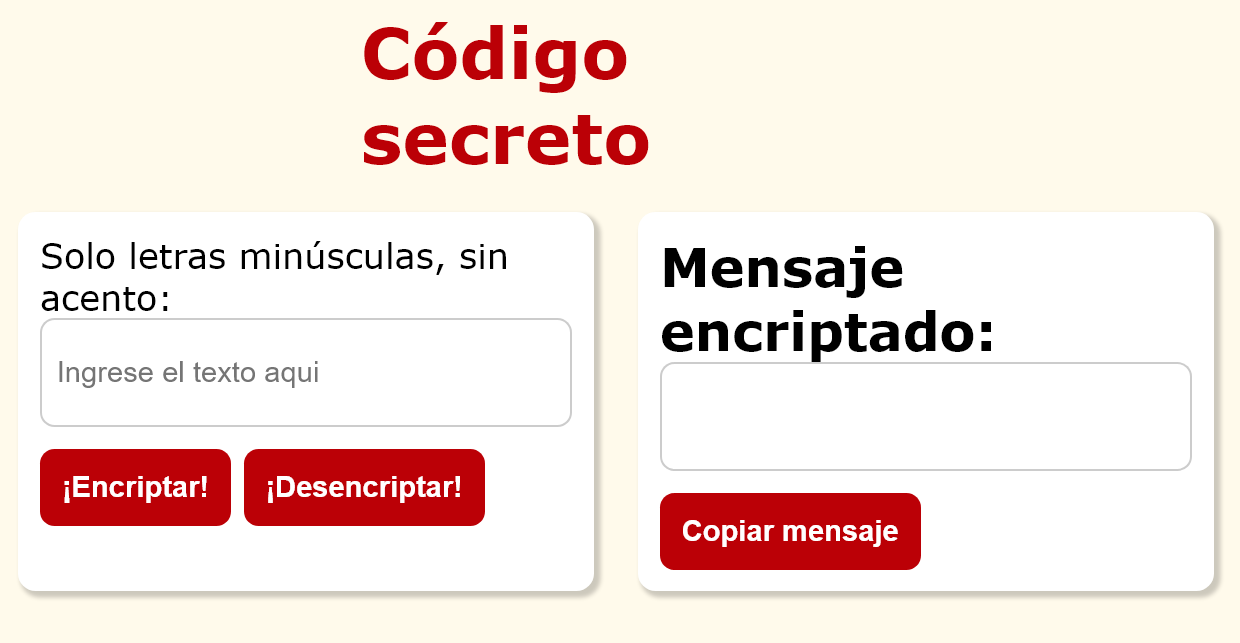 Código
secreto
Solo letras minúsculas, sin
acento:
Ingrese el texto aqui
¡Encriptar!
¡Desencriptar!
Mensaje
encriptado:
Copiar mensaje